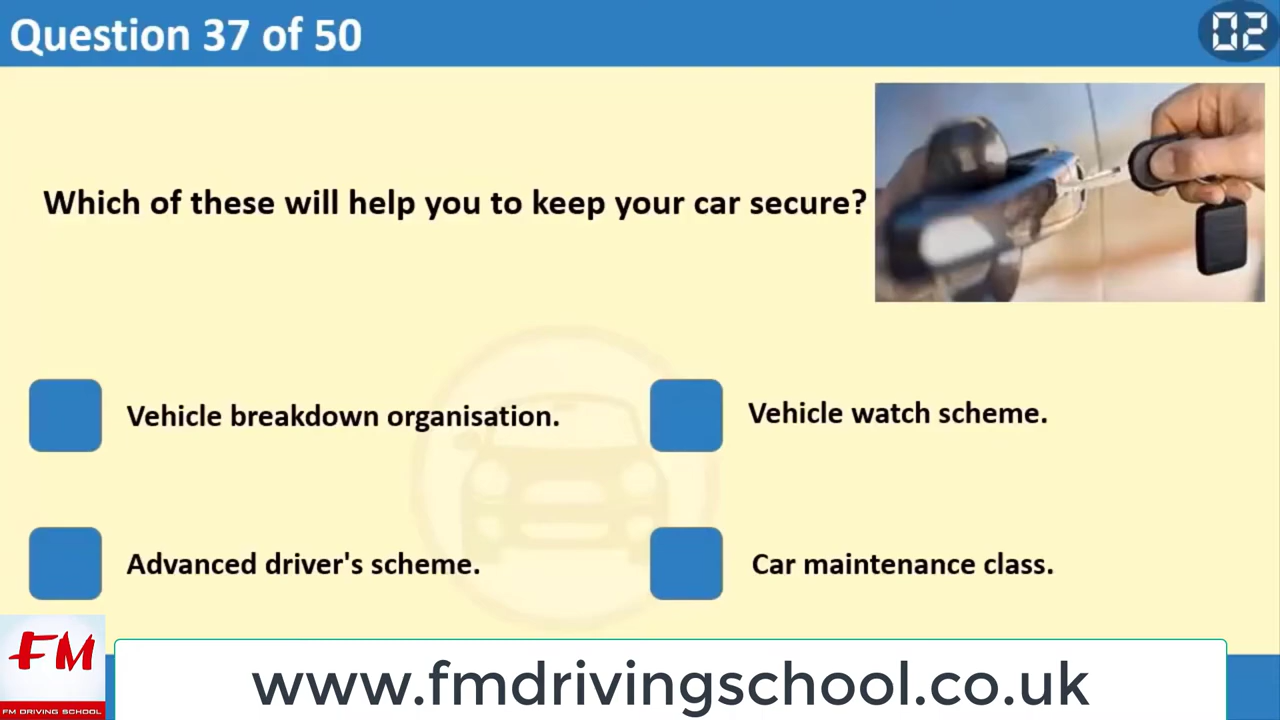 Question 37 of 50
02
Which of these will help you to keep your car secure?
Vehicle breakdown organisation.
Vehicle watch scheme.
Advanced driver's scheme.
Car maintenance class.
FM
FM DRIVING SCHOOL
www.fmdrivingschool.co.uk